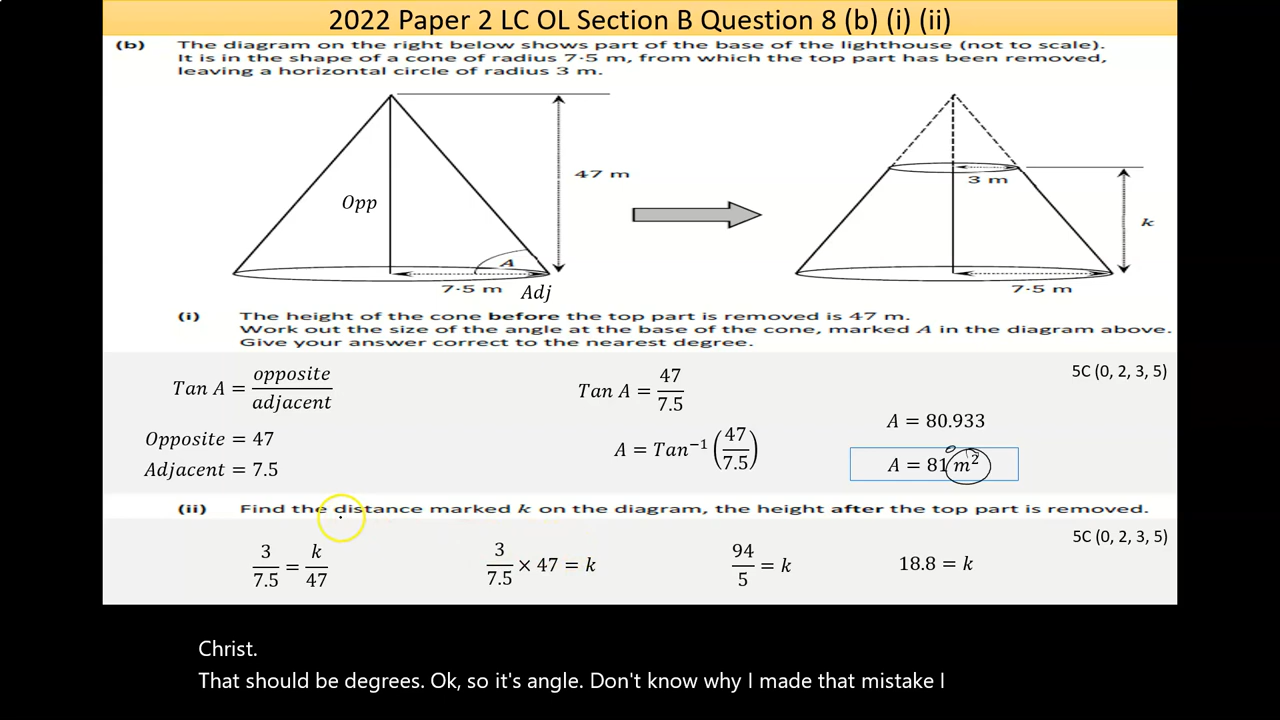 2022 Paper 2 LC OL Section B Question 8 (b) (i) (ii)
(b) The diagram on the right below shows part of the base of the lighthouse (not to scale).
It is in the shape of a cone of radius 7·5 m, from which the top part has been removed,
leaving a horizontal circle of radius 3 m.
47 m
Opp
A
7·5 m
Adj
3 m
k
7·5 m
(i) The height of the cone before the top part is removed is 47 m.
Work out the size of the angle at the base of the cone, marked A in the diagram above.
Give your answer correct to the nearest degree.
5C (0, 2, 3, 5)
Tan A = opposite/adjacent
Opposite = 47
Adjacent = 7.5
Tan A = 47/7.5
A = Tan⁻¹ (47/7.5)
A = 80.933
A = 81° m²
(ii) Find the distance marked k on the diagram, the height after the top part is removed.
5C (0, 2, 3, 5)
3/7.5 = k/47
3/7.5 × 47 = k
94/5 = k
18.8 = k
Christ.
That should be degrees. Ok, so it's angle. Don't know why I made that mistake I